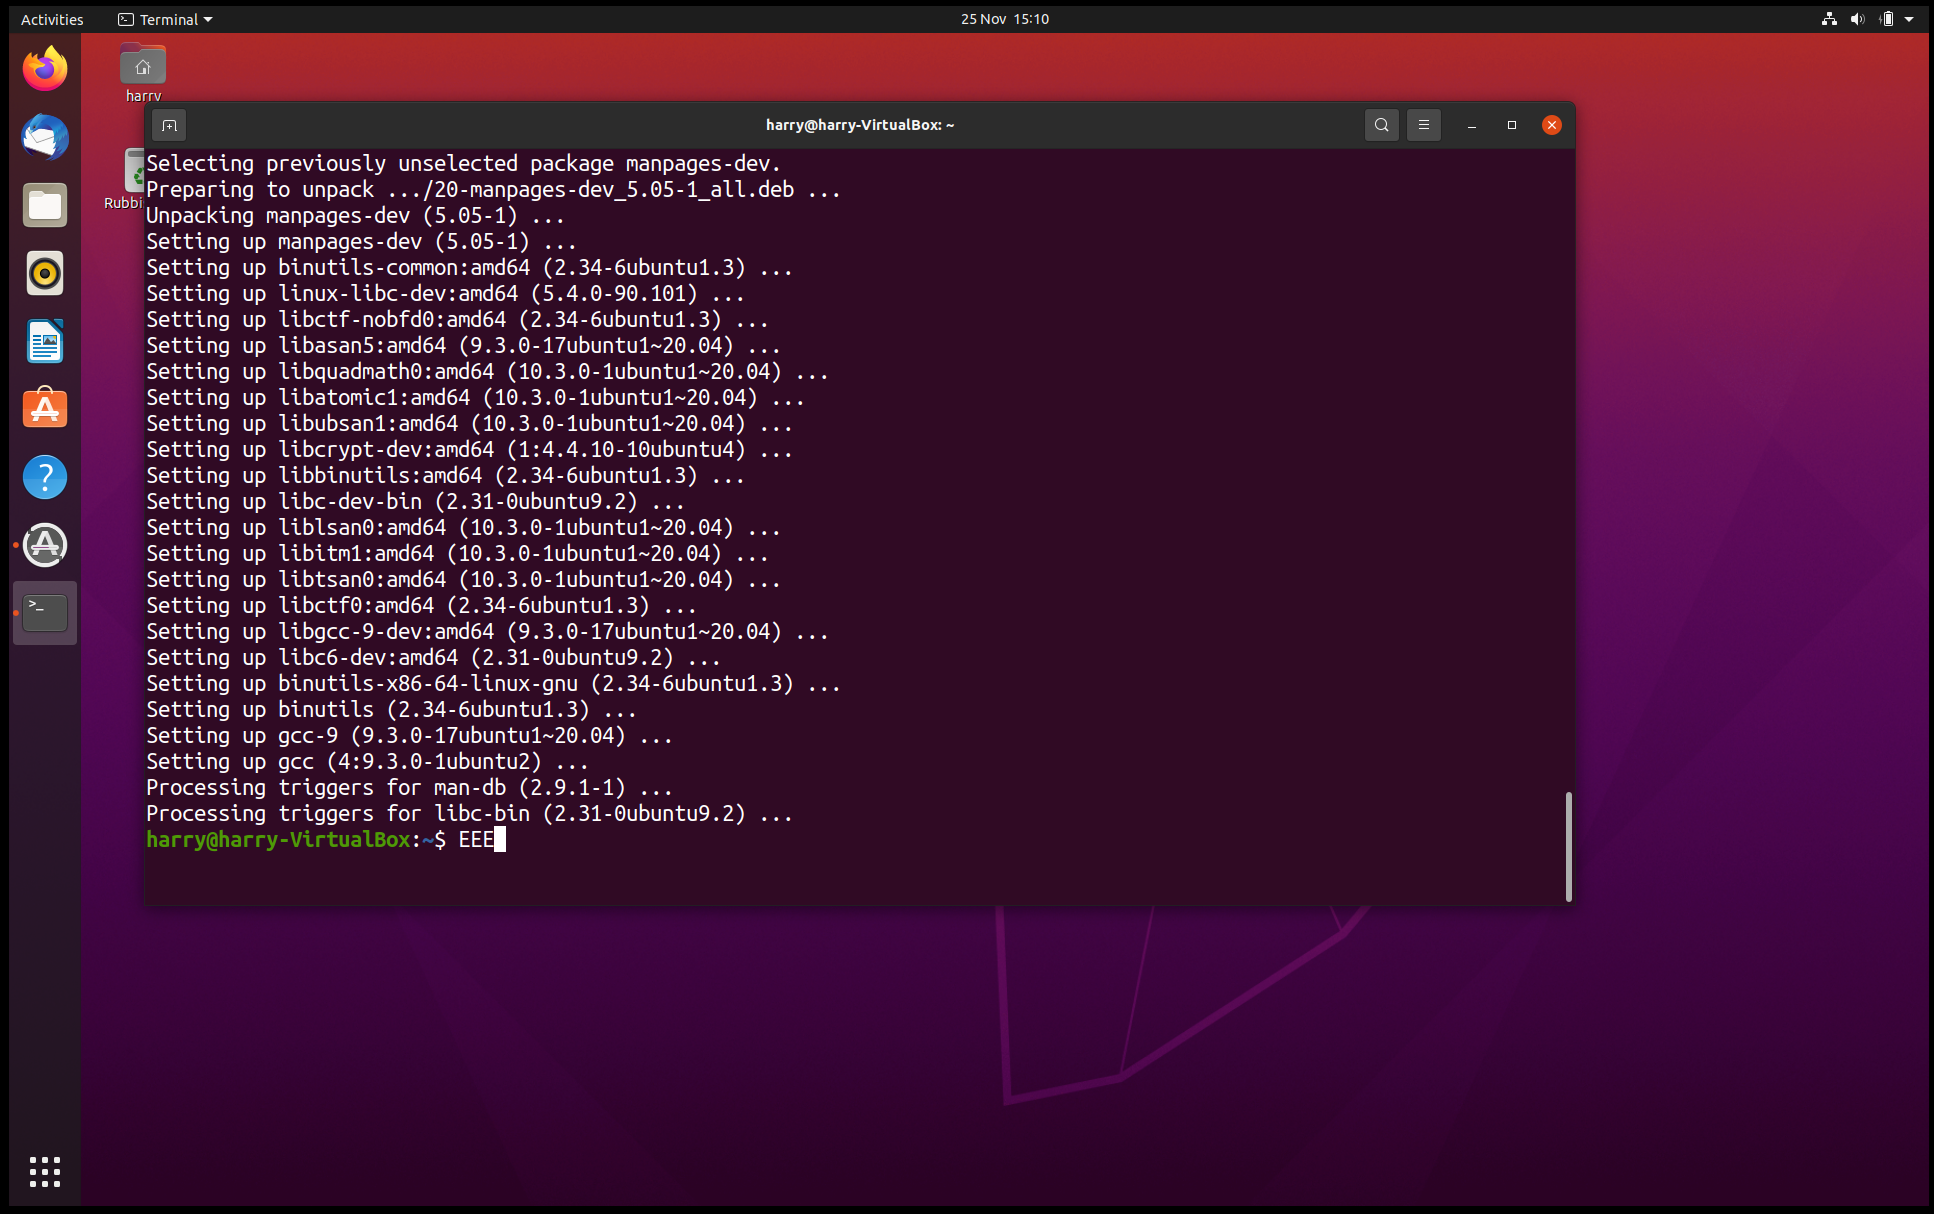 Activities
Terminal
25 Nov 15:10
harry
Rubbi
harry@harry-VirtualBox: ~
Selecting previously unselected package manpages-dev.
Preparing to unpack .../20-manpages-dev_5.05-1_all.deb ...
Unpacking manpages-dev (5.05-1) ...
Setting up manpages-dev (5.05-1) ...
Setting up binutils-common:amd64 (2.34-6ubuntu1.3) ...
Setting up linux-libc-dev:amd64 (5.4.0-90.101) ...
Setting up libctf-nobfd0:amd64 (2.34-6ubuntu1.3) ...
Setting up libasan5:amd64 (9.3.0-17ubuntu1~20.04) ...
Setting up libquadmath0:amd64 (10.3.0-1ubuntu1~20.04) ...
Setting up libatomic1:amd64 (10.3.0-1ubuntu1~20.04) ...
Setting up libubsan1:amd64 (10.3.0-1ubuntu1~20.04) ...
Setting up libcrypt-dev:amd64 (1:4.4.10-10ubuntu4) ...
Setting up libbinutils:amd64 (2.34-6ubuntu1.3) ...
Setting up libc-dev-bin (2.31-0ubuntu9.2) ...
Setting up liblsan0:amd64 (10.3.0-1ubuntu1~20.04) ...
Setting up libitm1:amd64 (10.3.0-1ubuntu1~20.04) ...
Setting up libtsan0:amd64 (10.3.0-1ubuntu1~20.04) ...
Setting up libctf0:amd64 (2.34-6ubuntu1.3) ...
Setting up libgcc-9-dev:amd64 (9.3.0-17ubuntu1~20.04) ...
Setting up libc6-dev:amd64 (2.31-0ubuntu9.2) ...
Setting up binutils-x86-64-linux-gnu (2.34-6ubuntu1.3) ...
Setting up binutils (2.34-6ubuntu1.3) ...
Setting up gcc-9 (9.3.0-17ubuntu1~20.04) ...
Setting up gcc (4:9.3.0-1ubuntu2) ...
Processing triggers for man-db (2.9.1-1) ...
Processing triggers for libc-bin (2.31-0ubuntu9.2) ...
harry@harry-VirtualBox:~$ EEE